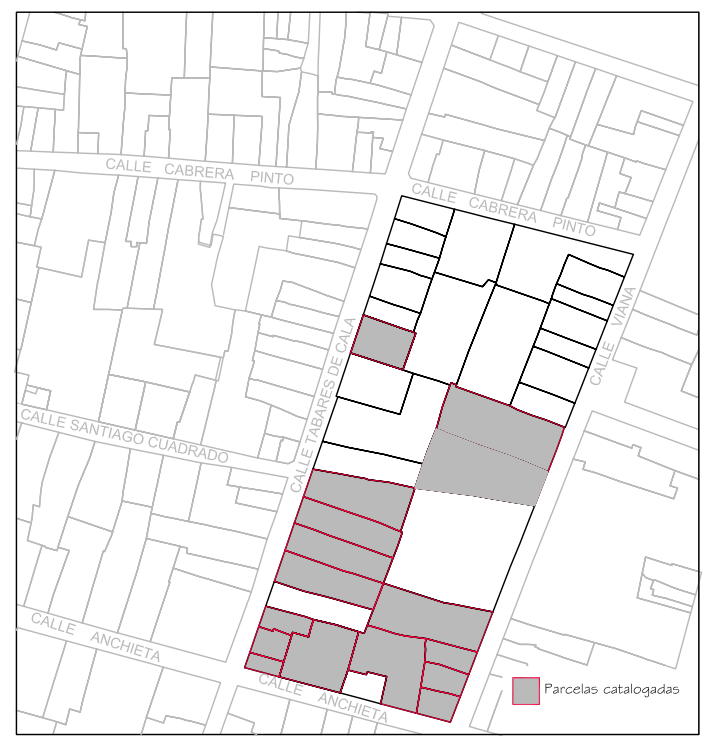 CALLE CABRERA PINTO
CALLE CABRERA PINTO
CALLE VIANA
CALLE TABARES DE CALA
CALLE SANTIAGO CUADRADO
CALLE ANCHIETA
CALLE ANCHIETA
Parcelas catalogadas